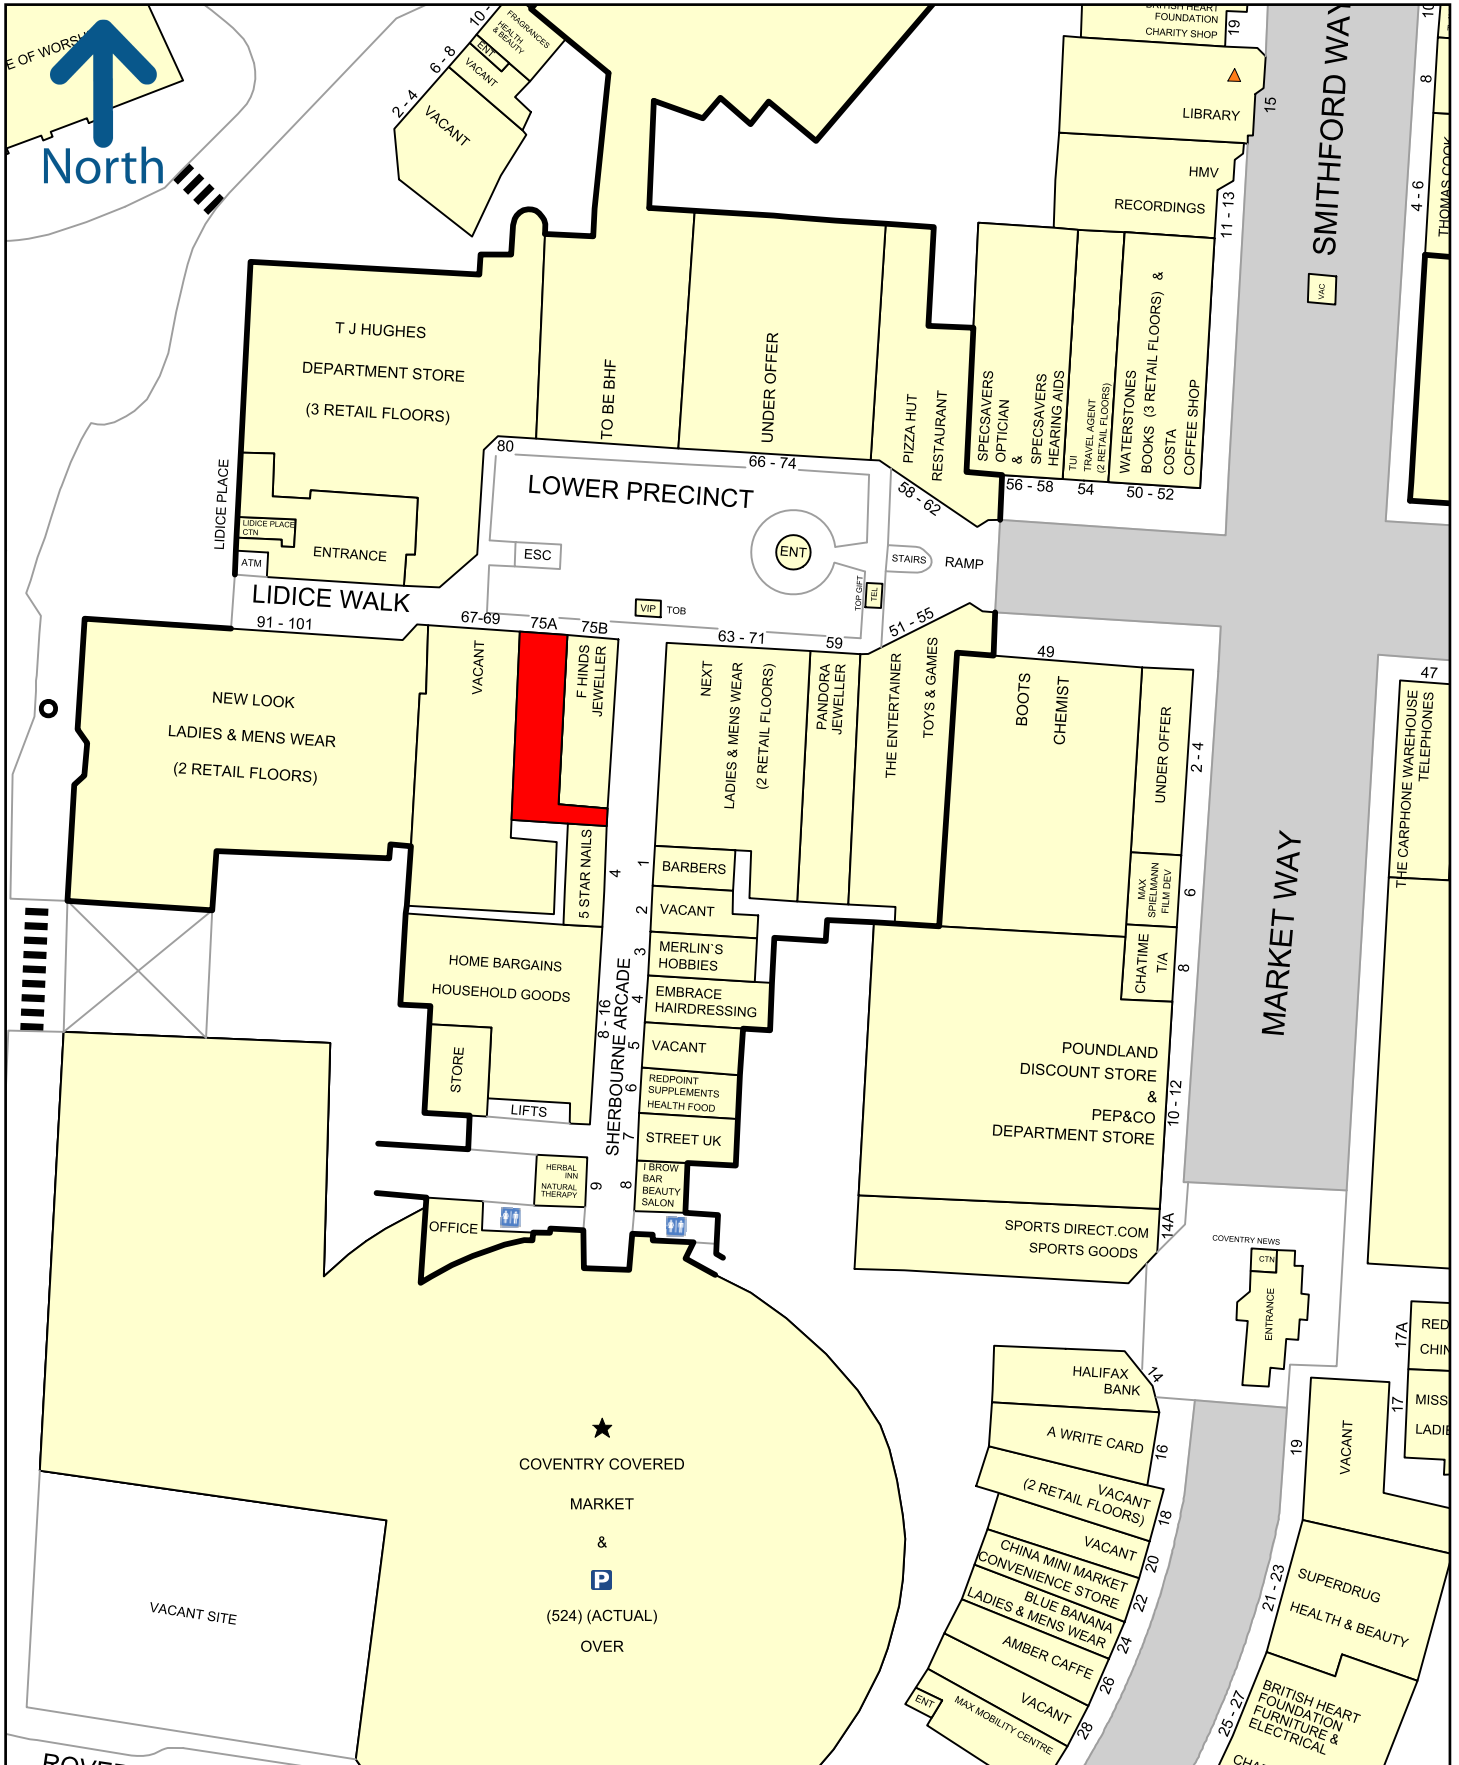 E OF WORSH
North
10 -
FRAGRANCES
HEALTH
& BEAUTY
ENT
6 - 8
VACANT
2 - 4
VACANT
BRITISH HEART
FOUNDATION
CHARITY SHOP
19
LIBRARY
15
HMV
RECORDINGS
11 - 13
SMITHFORD WAY
VAC
10
8
4 - 6
THOMAS COOK
T J HUGHES
DEPARTMENT STORE
(3 RETAIL FLOORS)
TO BE BHF
UNDER OFFER
PIZZA HUT
RESTAURANT
SPECSAVERS
OPTICIAN
&
SPECSAVERS
HEARING AIDS
TUI
TRAVEL AGENT
(2 RETAIL FLOORS)
WATERSTONES
BOOKS (3 RETAIL FLOORS) &
COSTA
COFFEE SHOP
80
66 - 74
58 - 62
56 - 58
54
50 - 52
LOWER PRECINCT
LIDICE PLACE
LIDICE PLACE
CTN
ATM
ENTRANCE
ESC
ENT
STAIRS
RAMP
TOP GIFT
TEL
VIP
TOB
LIDICE WALK
91 - 101
67-69
75A
75B
63 - 71
59
51 - 55
49
47
NEW LOOK
LADIES & MENS WEAR
(2 RETAIL FLOORS)
VACANT
F HINDS
JEWELLER
NEXT
LADIES & MENS WEAR
(2 RETAIL FLOORS)
PANDORA
JEWELLER
THE ENTERTAINER
TOYS & GAMES
BOOTS
CHEMIST
UNDER OFFER
2 - 4
THE CARPHONE WAREHOUSE
TELEPHONES
MARKET WAY
5 STAR NAILS
4
1
BARBERS
2
VACANT
3
MERLIN`S
HOBBIES
4
EMBRACE
HAIRDRESSING
5
VACANT
6
REDPOINT
SUPPLEMENTS
HEALTH FOOD
7
STREET UK
8
I BROW
BAR
BEAUTY
SALON
MAX
SPIELMANN
FILM DEV
6
CHATIME
T/A
8
HOME BARGAINS
HOUSEHOLD GOODS
8 - 16
SHERBOURNE ARCADE
STORE
LIFTS
HERBAL
INN
NATURAL
THERAPY
9
OFFICE
POUNDLAND
DISCOUNT STORE
&
PEP&CO
DEPARTMENT STORE
10 - 12
SPORTS DIRECT.COM
SPORTS GOODS
14A
COVENTRY NEWS
CTN
ENTRANCE
17A
RED
CHIN
17
MISS
LADIE
HALIFAX
BANK
14
A WRITE CARD
16
VACANT
(2 RETAIL FLOORS)
18
VACANT
20
CHINA MINI MARKET
CONVENIENCE STORE
22
BLUE BANANA
LADIES & MENS WEAR
24
AMBER CAFFE
26
VACANT
28
ENT
MAX MOBILITY CENTRE
19
VACANT
21 - 23
SUPERDRUG
HEALTH & BEAUTY
25 - 27
BRITISH HEART
FOUNDATION
FURNITURE &
ELECTRICAL
COVENTRY COVERED
MARKET
&
P
(524) (ACTUAL)
OVER
VACANT SITE